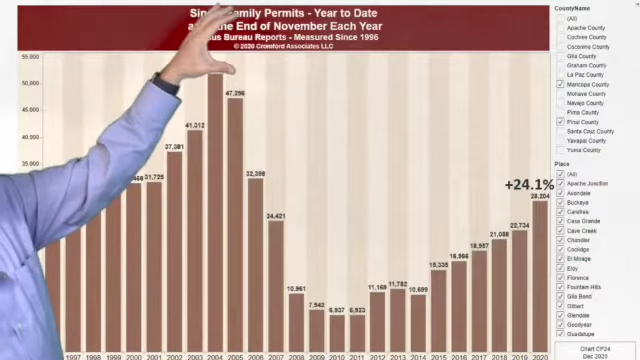 Family Permits - Year to Date
End of November Each Year
Bureau Reports - Measured Since 1996
© 2020 Cromford Associates LLC
55,000
50,000
45,000
40,000
35,000
31,725
37,381
41,312
47,296
32,398
24,421
10,961
7,942
6,937
6,923
11,169
11,782
10,699
15,335
16,966
18,957
21,088
22,734
+24.1%
28,204
1997 1998 1999 2000 2001 2002 2003 2004 2005 2006 2007 2008 2009 2010 2011 2012 2013 2014 2015 2016 2017 2018 2019 2020
CountyName
(All)
Apache County
Cochise County
Coconino County
Gila County
Graham County
La Paz County
Maricopa County
Mohave County
Navajo County
Pima County
Pinal County
Santa Cruz County
Yavapai County
Yuma County
Place
(All)
Apache Junction
Avondale
Buckeye
Carefree
Casa Grande
Cave Creek
Chandler
Coolidge
El Mirage
Eloy
Florence
Fountain Hills
Gila Bend
Gilbert
Glendale
Goodyear
Guadalupe
Chart CP24
Dec 2020